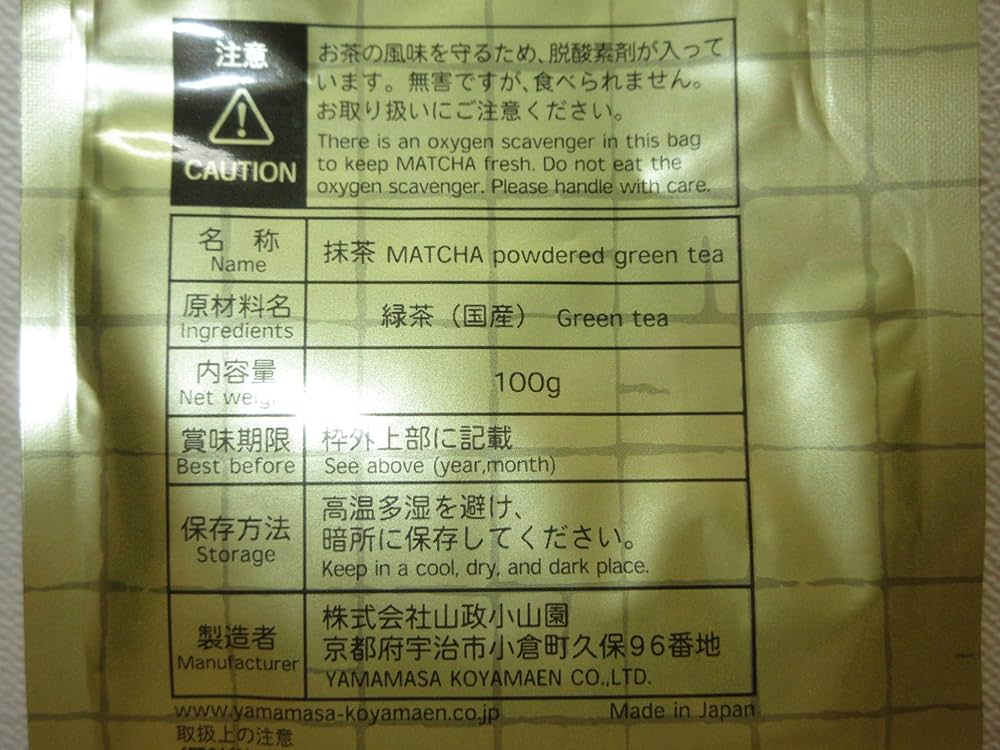 注意
CAUTION
お茶の風味を守るため、脱酸素剤が入って
います。無害ですが、食べられません。
お取り扱いにご注意ください。
There is an oxygen scavenger in this bag
to keep MATCHA fresh. Do not eat the
oxygen scavenger. Please handle with care.
名 称
Name
抹茶 MATCHA powdered green tea
原材料名
Ingredients
緑茶（国産） Green tea
内容量
Net weight
100g
賞味期限
Best before
枠外上部に記載
See above (year,month)
保存方法
Storage
高温多湿を避け、
暗所に保存してください。
Keep in a cool, dry, and dark place.
製造者
Manufacturer
株式会社山政小山園
京都府宇治市小倉町久保96番地
YAMAMASA KOYAMAEN CO.,LTD.
www.yamamasa-koyamaen.co.jp Made in Japan
取扱上の注意